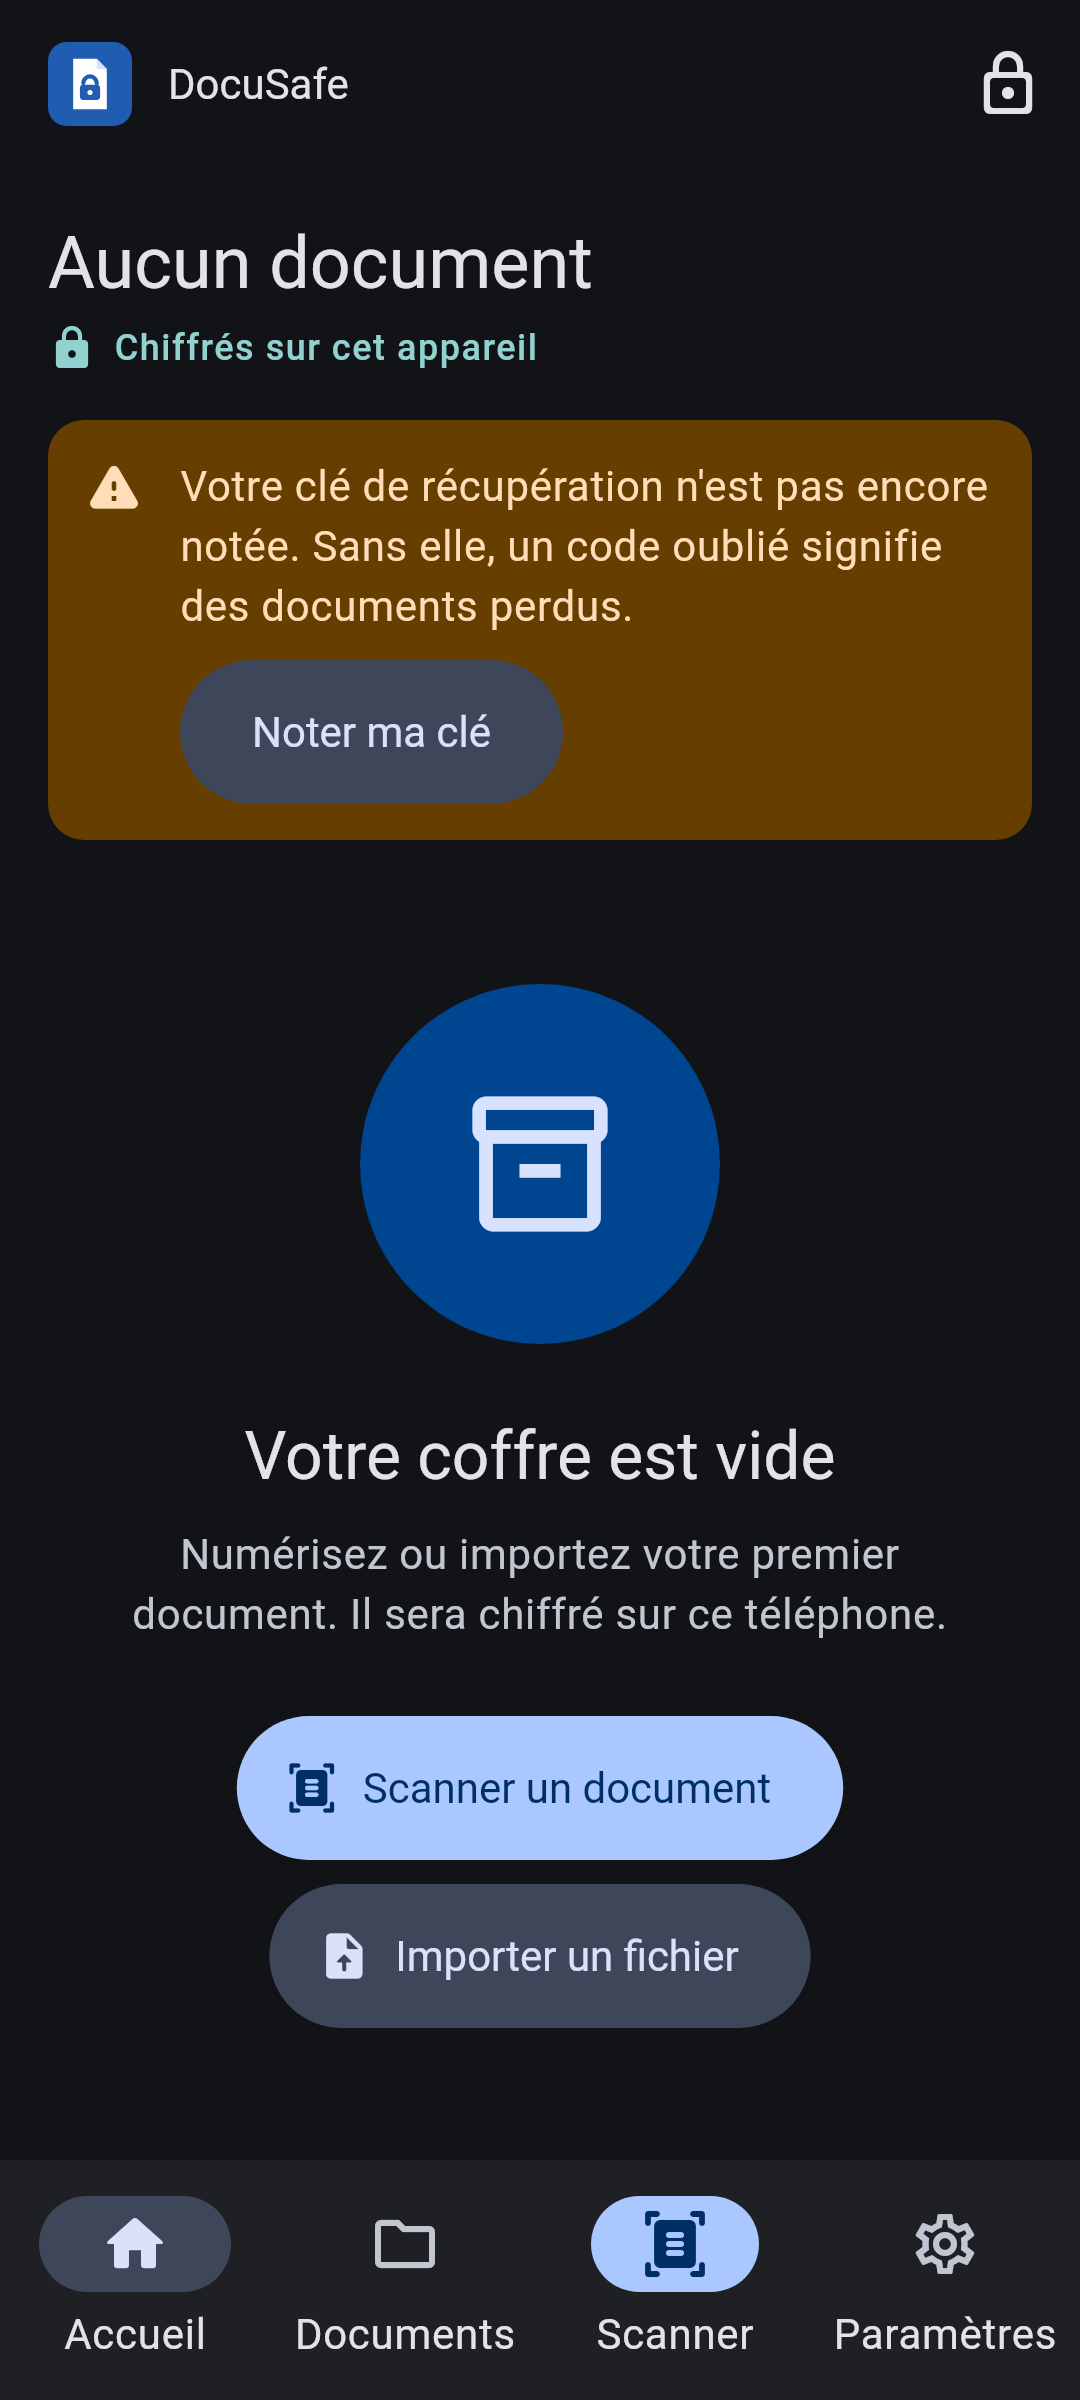 DocuSafe
Aucun document
Chiffrés sur cet appareil
Votre clé de récupération n'est pas encore
notée. Sans elle, un code oublié signifie
des documents perdus.
Noter ma clé
Votre coffre est vide
Numérisez ou importez votre premier
document. Il sera chiffré sur ce téléphone.
Scanner un document
Importer un fichier
Accueil
Documents
Scanner
Paramètres